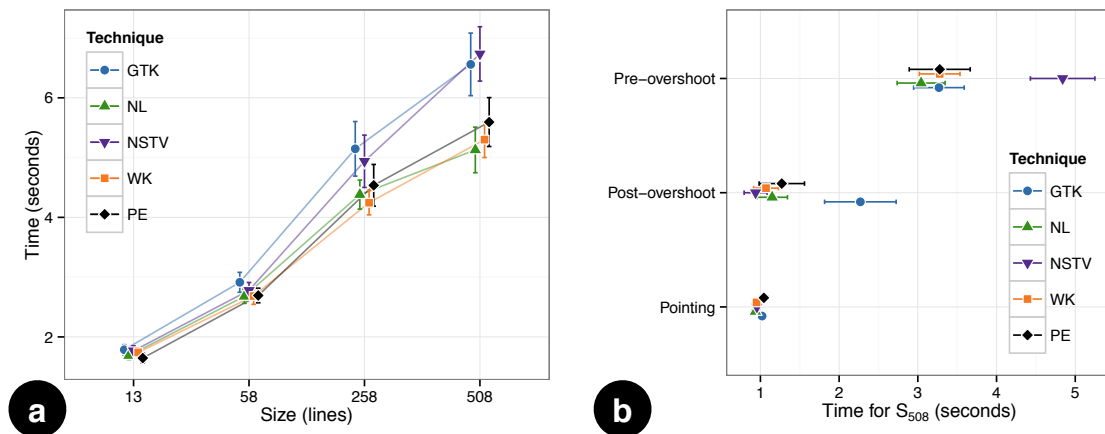 Technique
GTK
NL
NSTV
WK
PE
6
4
2
Time (seconds)
13
58
258
508
Size (lines)
a
Pre−overshoot
Post−overshoot
Pointing
Technique
GTK
NL
NSTV
WK
PE
1
2
3
4
5
Time for S508 (seconds)
b